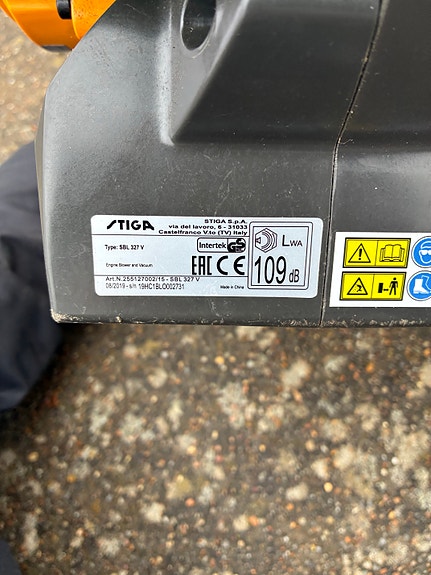 STIGA
STIGA S.p.A.
via del lavoro, 6 - 31033
Castelfranco V.to (TV) Italy
Type: SBL 327 V
Intertek GS
LWA
Engine Blower and Vacuum
EAC CE
109 dB
Art.N.255127002/15 - SBL 327 V
08/2019 - s/n 19HC1BLO002731
Made in China